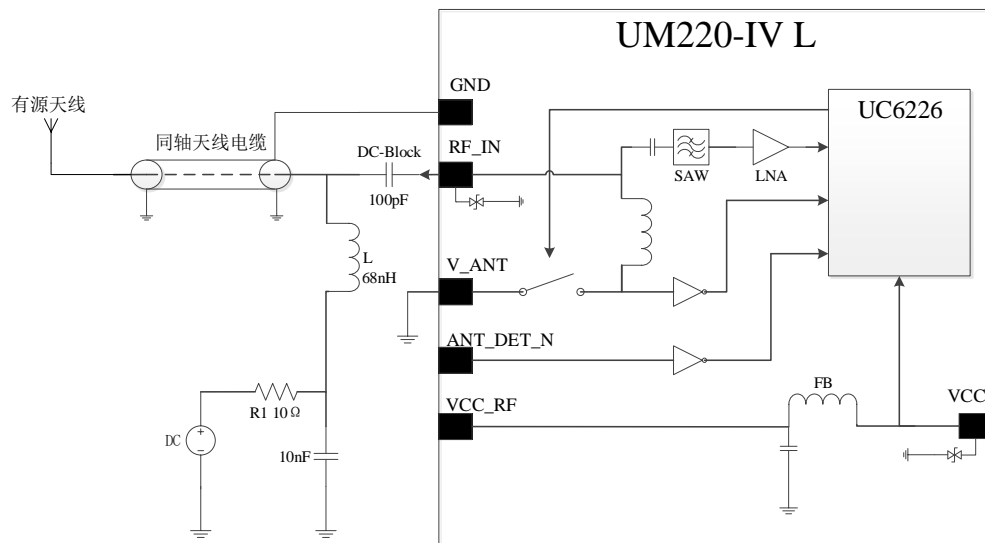 UM220-IV L
GND
有源天线
UC6226
同轴天线电缆
RF_IN
DC-Block
SAW
LNA
100pF
L
68nH
V_ANT
ANT_DET_N
R1 10Ω
VCC_RF
FB
VCC
DC
+
−
10nF